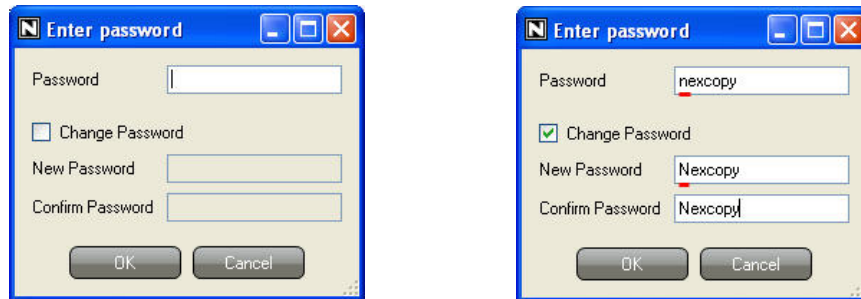 N Enter password
Password
Change Password
New Password
Confirm Password
OK Cancel
N Enter password
Password nexcopy
Change Password
New Password Nexcopy
Confirm Password Nexcopy
OK Cancel